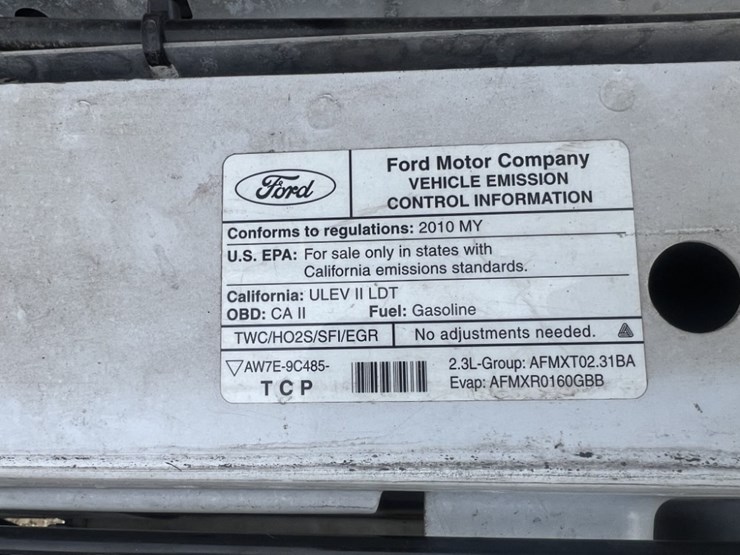 Ford
Ford Motor Company
VEHICLE EMISSION
CONTROL INFORMATION
Conforms to regulations: 2010 MY
U.S. EPA: For sale only in states with
California emissions standards.
California: ULEV II LDT
OBD: CA II Fuel: Gasoline
TWC/HO2S/SFI/EGR No adjustments needed.
▽AW7E-9C485-
TCP
2.3L-Group: AFMXT02.31BA
Evap: AFMXR0160GBB